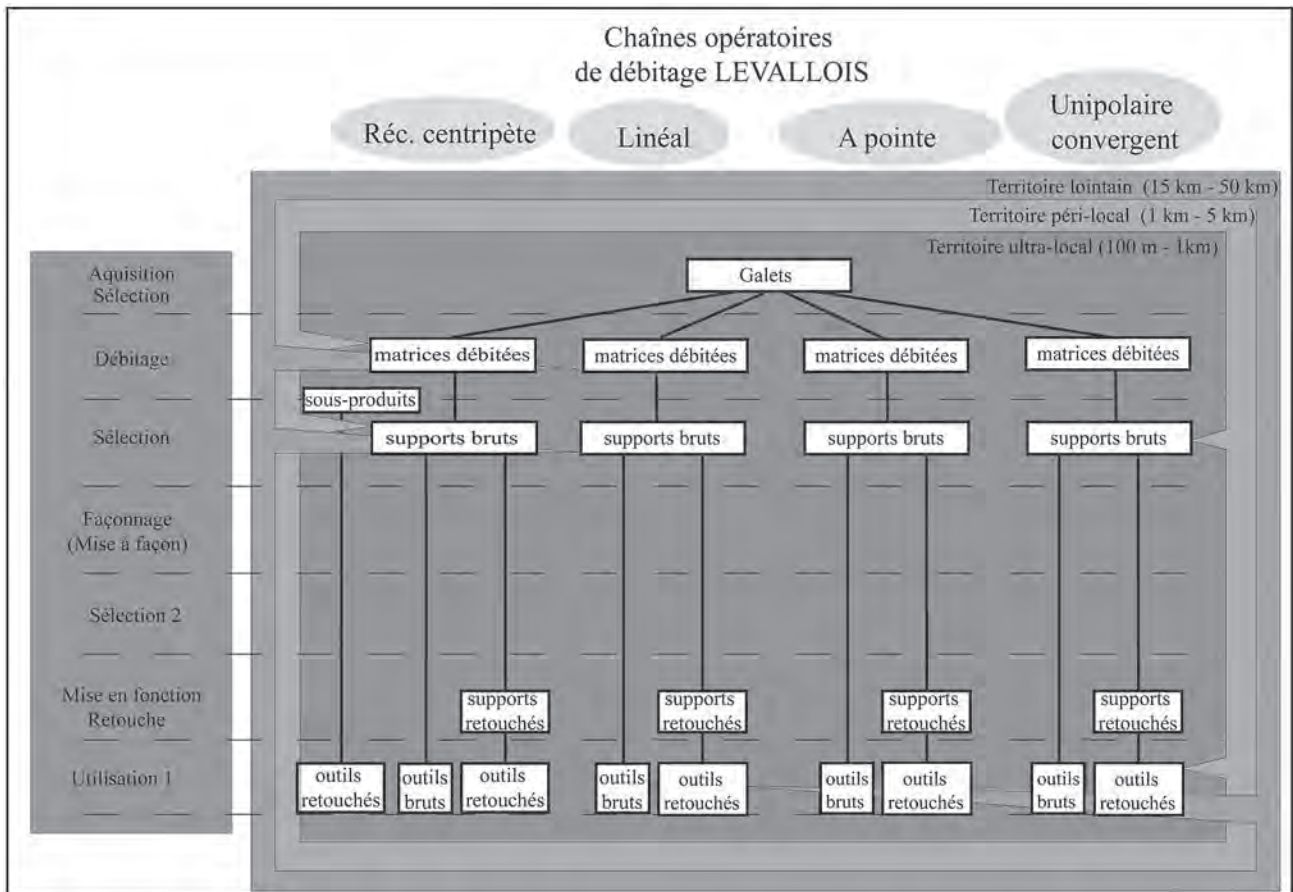 Chaînes opératoires
de débitage LEVALLOIS
Réc. centripète
Linéal
A pointe
Unipolaire
convergent
Territoire lointain (15 km - 50 km)
Territoire péri-local (1 km - 5 km)
Territoire ultra-local (100 m - 1km)
Aquisition
Sélection
Galets
Débitage
matrices débitées
matrices débitées
matrices débitées
matrices débitées
sous-produits
Sélection
supports bruts
supports bruts
supports bruts
supports bruts
Façonnage
(Mise à façon)
Sélection 2
Mise en fonction
Retouche
supports
retouchés
supports
retouchés
supports
retouchés
supports
retouchés
Utilisation 1
outils
retouchés
outils
bruts
outils
retouchés
outils
bruts
outils
retouchés
outils
bruts
outils
retouchés
outils
bruts
outils
retouchés